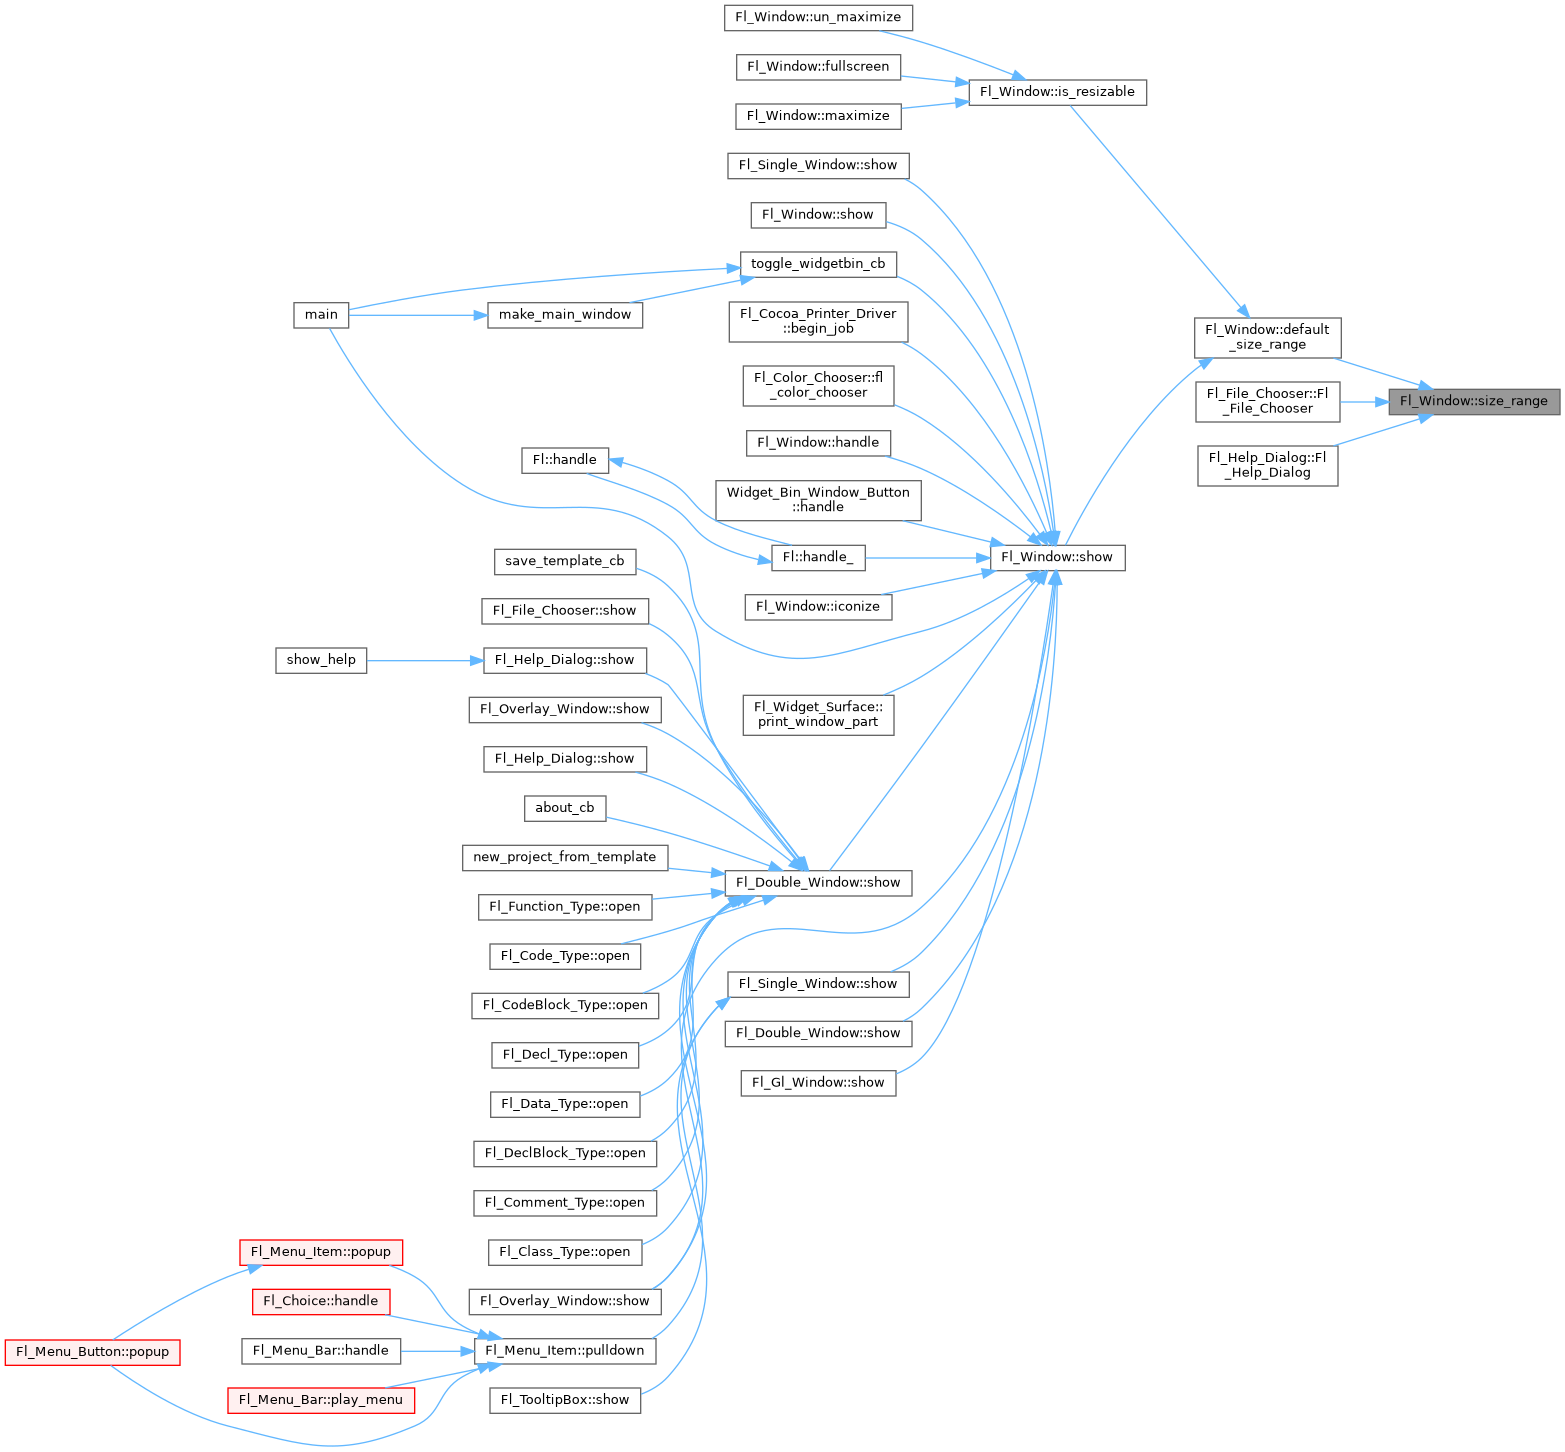 Fl_Window::un_maximize
Fl_Window::fullscreen
Fl_Window::is_resizable
Fl_Window::maximize
Fl_Single_Window::show
Fl_Window::show
toggle_widgetbin_cb
main
make_main_window
Fl_Cocoa_Printer_Driver
::begin_job
Fl_Window::default
_size_range
Fl_Color_Chooser::fl
_color_chooser
Fl_File_Chooser::Fl
_File_Chooser
Fl_Window::size_range
Fl_Window::handle
Fl::handle
Fl_Help_Dialog::Fl
_Help_Dialog
Widget_Bin_Window_Button
::handle
Fl::handle_
Fl_Window::show
save_template_cb
Fl_Window::iconize
Fl_File_Chooser::show
show_help
Fl_Help_Dialog::show
Fl_Overlay_Window::show
Fl_Widget_Surface::
print_window_part
Fl_Help_Dialog::show
about_cb
new_project_from_template
Fl_Double_Window::show
Fl_Function_Type::open
Fl_Code_Type::open
Fl_Single_Window::show
Fl_CodeBlock_Type::open
Fl_Double_Window::show
Fl_Decl_Type::open
Fl_Gl_Window::show
Fl_Data_Type::open
Fl_DeclBlock_Type::open
Fl_Comment_Type::open
Fl_Class_Type::open
Fl_Menu_Item::popup
Fl_Choice::handle
Fl_Overlay_Window::show
Fl_Menu_Button::popup
Fl_Menu_Bar::handle
Fl_Menu_Item::pulldown
Fl_Menu_Bar::play_menu
Fl_TooltipBox::show